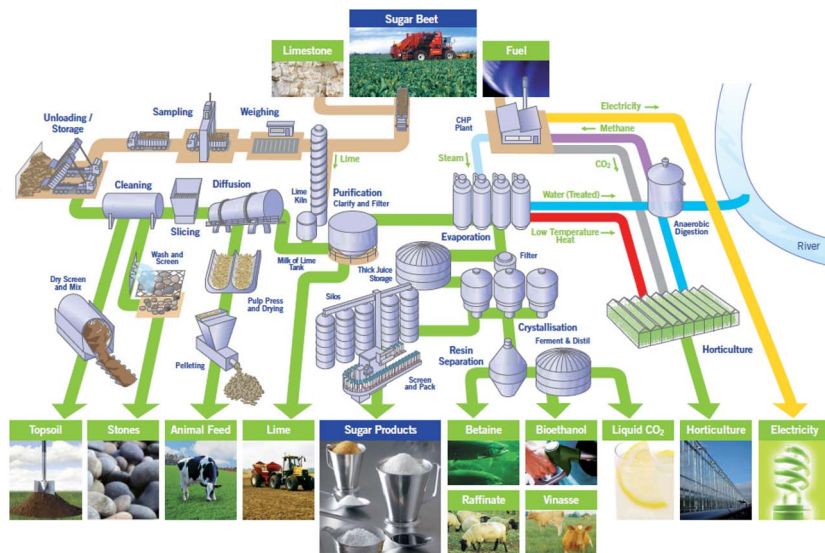 Sugar Beet
Limestone
Fuel
Unloading /
Storage
Sampling
Weighing
CHP
Plant
Electricity
Methane
CO₂
Lime
Steam
Cleaning
Diffusion
Lime
Kiln
Purification
Clarify and Filter
Water (Treated)
Anaerobic
Digestion
River
Slicing
Evaporation
Low Temperature
Heat
Wash and
Screen
Milk of Lime
Tank
Thick Juice
Storage
Filter
Dry Screen
and Mix
Pulp Press
and Drying
Silos
Crystallisation
Pelleting
Resin
Separation
Ferment & Distil
Horticulture
Screen
and Pack
Topsoil
Stones
Animal Feed
Lime
Sugar Products
Betaine
Bioethanol
Liquid CO₂
Horticulture
Electricity
Raffinate
Vinasse